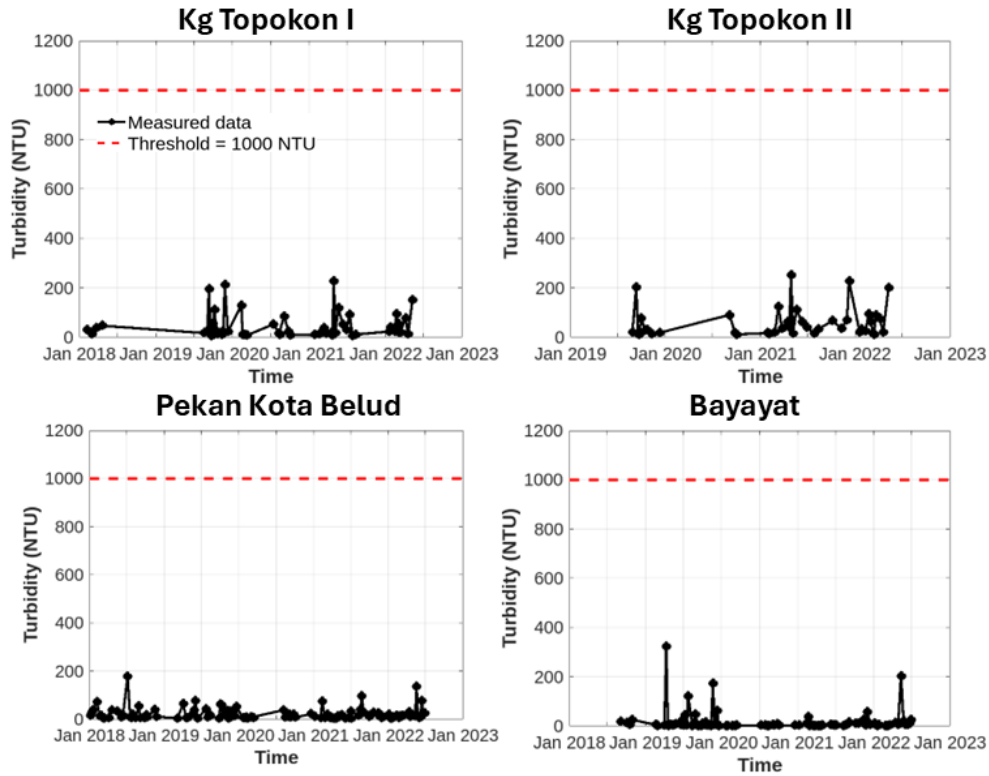 Kg Topokon I
1200
1000
800
600
400
200
0
Turbidity (NTU)
Measured data
Threshold = 1000 NTU
Jan 2018 Jan 2019 Jan 2020 Jan 2021 Jan 2022 Jan 2023
Time
Kg Topokon II
1200
1000
800
600
400
200
0
Turbidity (NTU)
Jan 2019 Jan 2020 Jan 2021 Jan 2022 Jan 2023
Time
Pekan Kota Belud
1200
1000
800
600
400
200
0
Turbidity (NTU)
Jan 2018 Jan 2019 Jan 2020 Jan 2021 Jan 2022 Jan 2023
Time
Bayayat
1200
1000
800
600
400
200
0
Turbidity (NTU)
Jan 2018 Jan 2019 Jan 2020 Jan 2021 Jan 2022 Jan 2023
Time